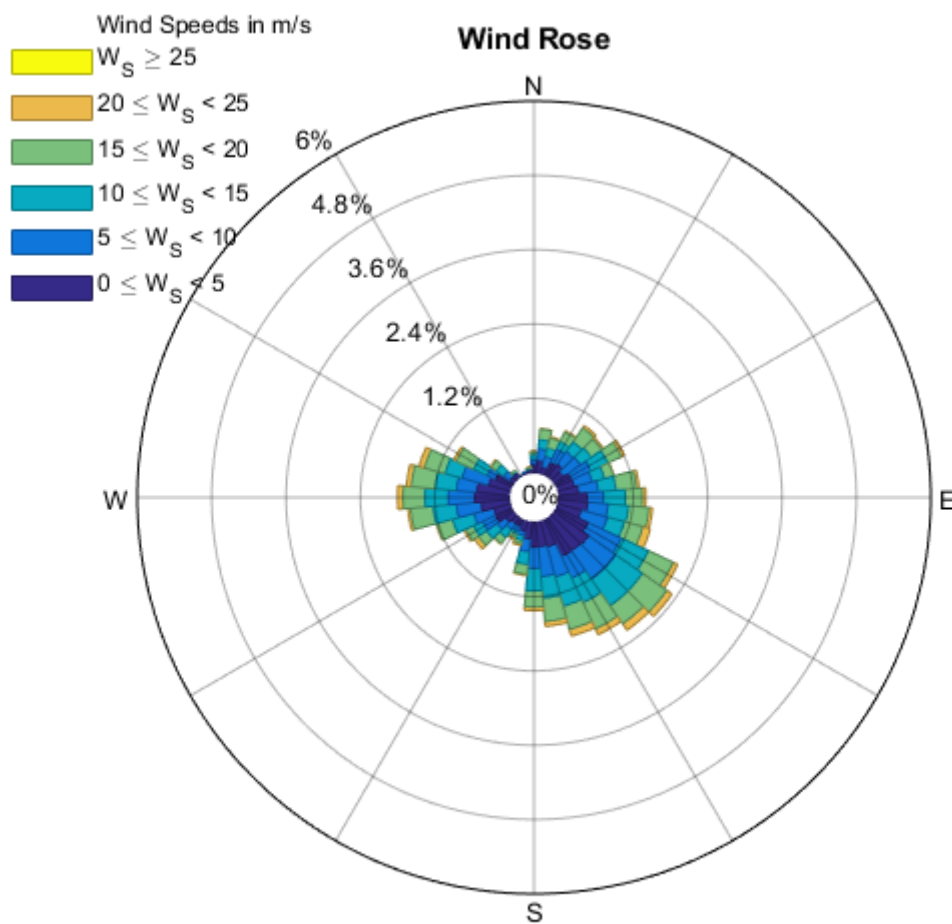 Wind Speeds in m/s
W_S ≥ 25
20 ≤ W_S < 25
15 ≤ W_S < 20
10 ≤ W_S < 15
5 ≤ W_S < 10
0 ≤ W_S < 5
Wind Rose
N
6%
4.8%
3.6%
2.4%
1.2%
0%
W
E
S